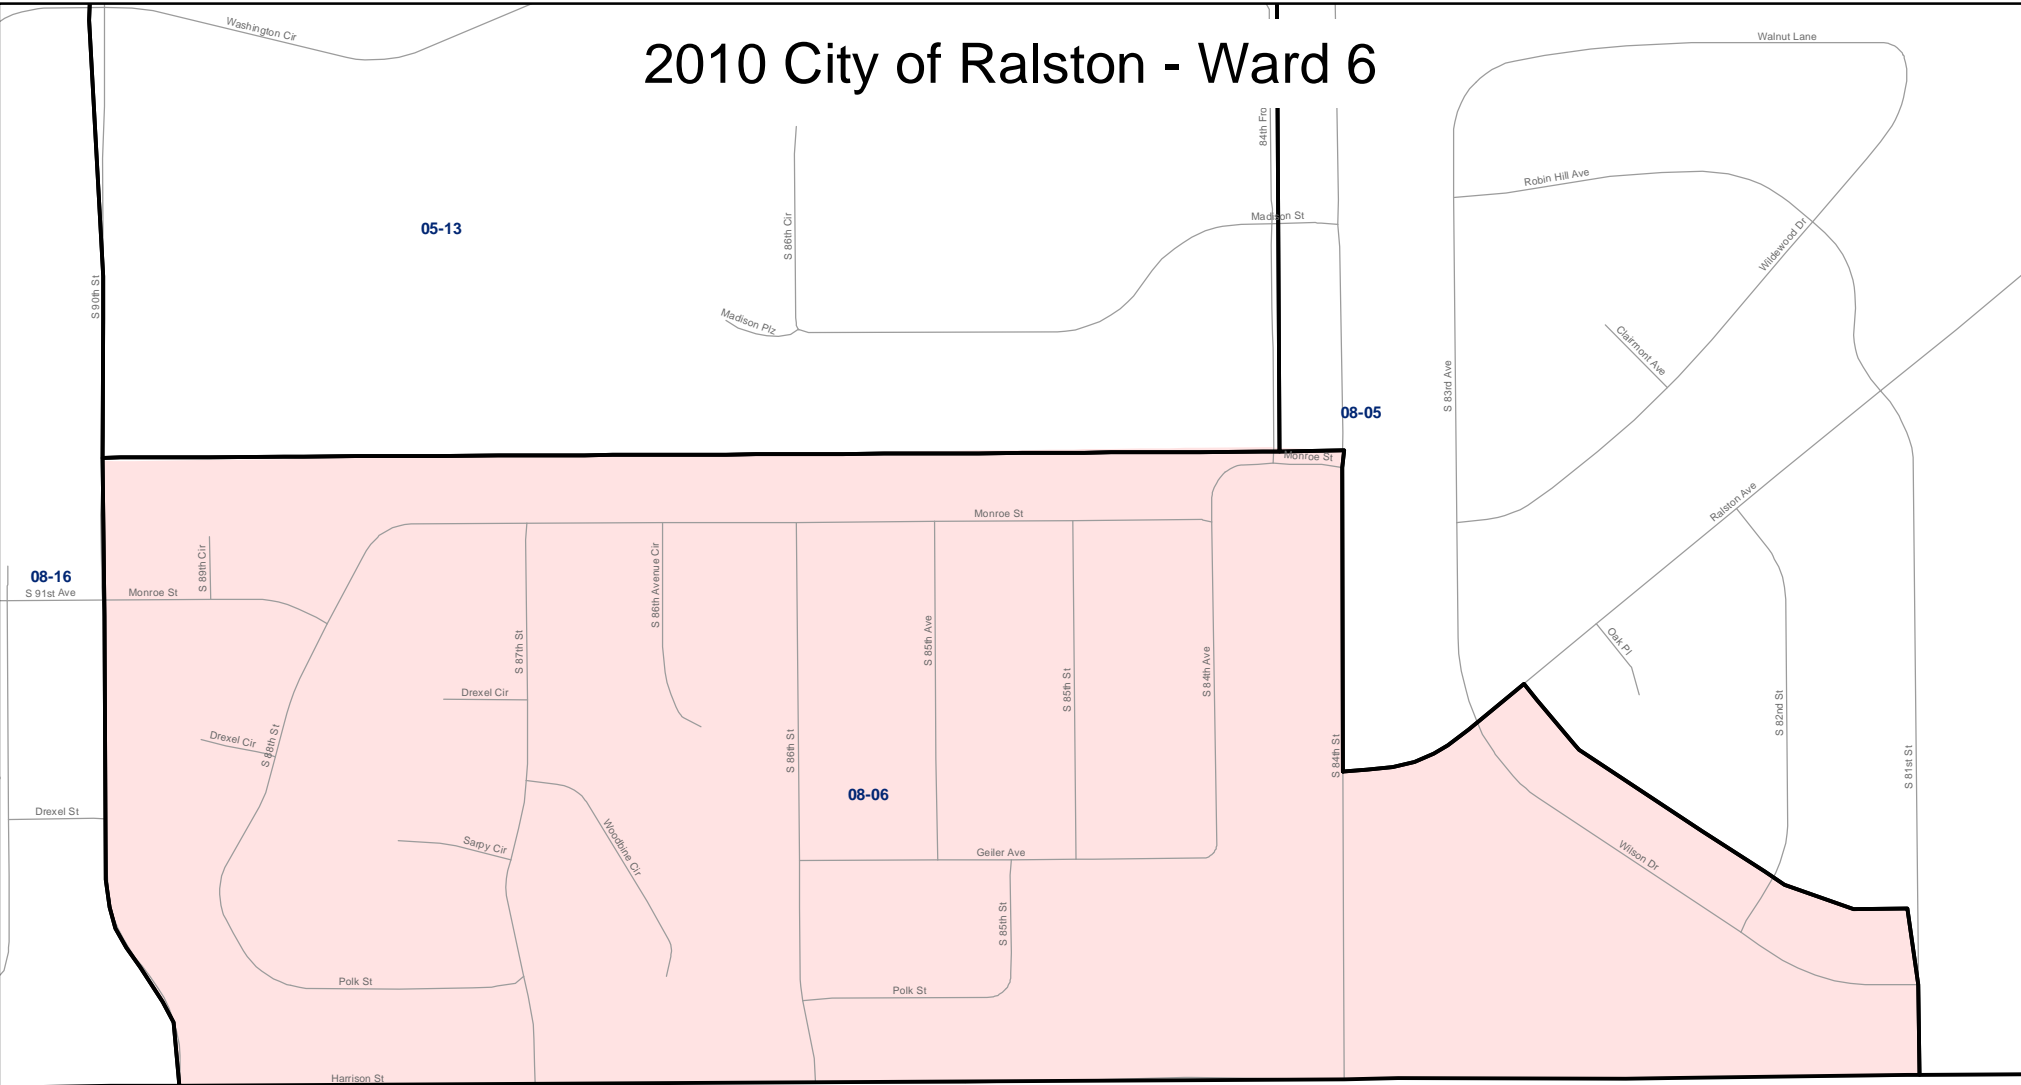 Washington Cir
Walnut Lane
2010 City of Ralston - Ward 6
84th Fro
Robin Hill Ave
Madison St
05-13
S 86th Cir
Wildewood Dr
S 90th St
Madison Plz
Clairmont Ave
S 83rd Ave
08-05
Monroe St
Ralston Ave
Monroe St
S 89th Cir
S 86th Avenue Cir
08-16
S 91st Ave
Monroe St
S 87th St
S 85th Ave
Oak Pl
S 84th Ave
S 85th St
Drexel Cir
S 82nd St
Drexel Cir
S 88th St
S 86th St
S 84th St
S 81st St
08-06
Drexel St
Sarpy Cir
Woodbine Cir
Geiler Ave
Wilson Dr
S 85th St
Polk St
Polk St
Harrison St